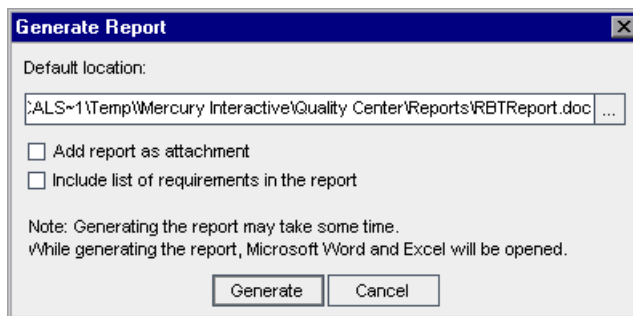 Generate Report
Default location:
CALS~1\Temp\Mercury Interactive\Quality Center\Reports\RBTReport.doc ...
Add report as attachment
Include list of requirements in the report
Note: Generating the report may take some time.
While generating the report, Microsoft Word and Excel will be opened.
Generate Cancel